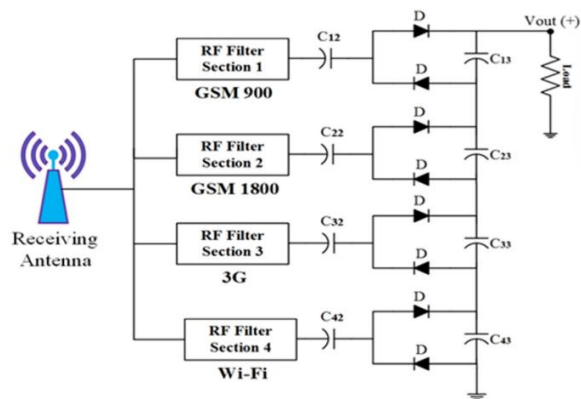 Vout (+)
C12
D
RF Filter
Section 1
D
C13
Load
GSM 900
C22
D
RF Filter
Section 2
D
C23
GSM 1800
C32
D
RF Filter
Section 3
D
C33
3G
Receiving
Antenna
C42
D
RF Filter
Section 4
D
C43
Wi-Fi